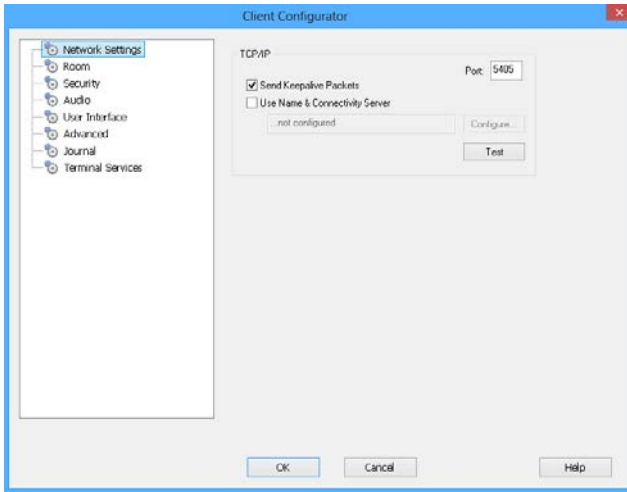 Client Configurator
x
Network Settings
Room
Security
Audio
User Interface
Advanced
Journal
Terminal Services
TCP/IP
Port: 5405
Send Keepalive Packets
Use Name & Connectivity Server
...not configured
Configure...
Test
OK
Cancel
Help